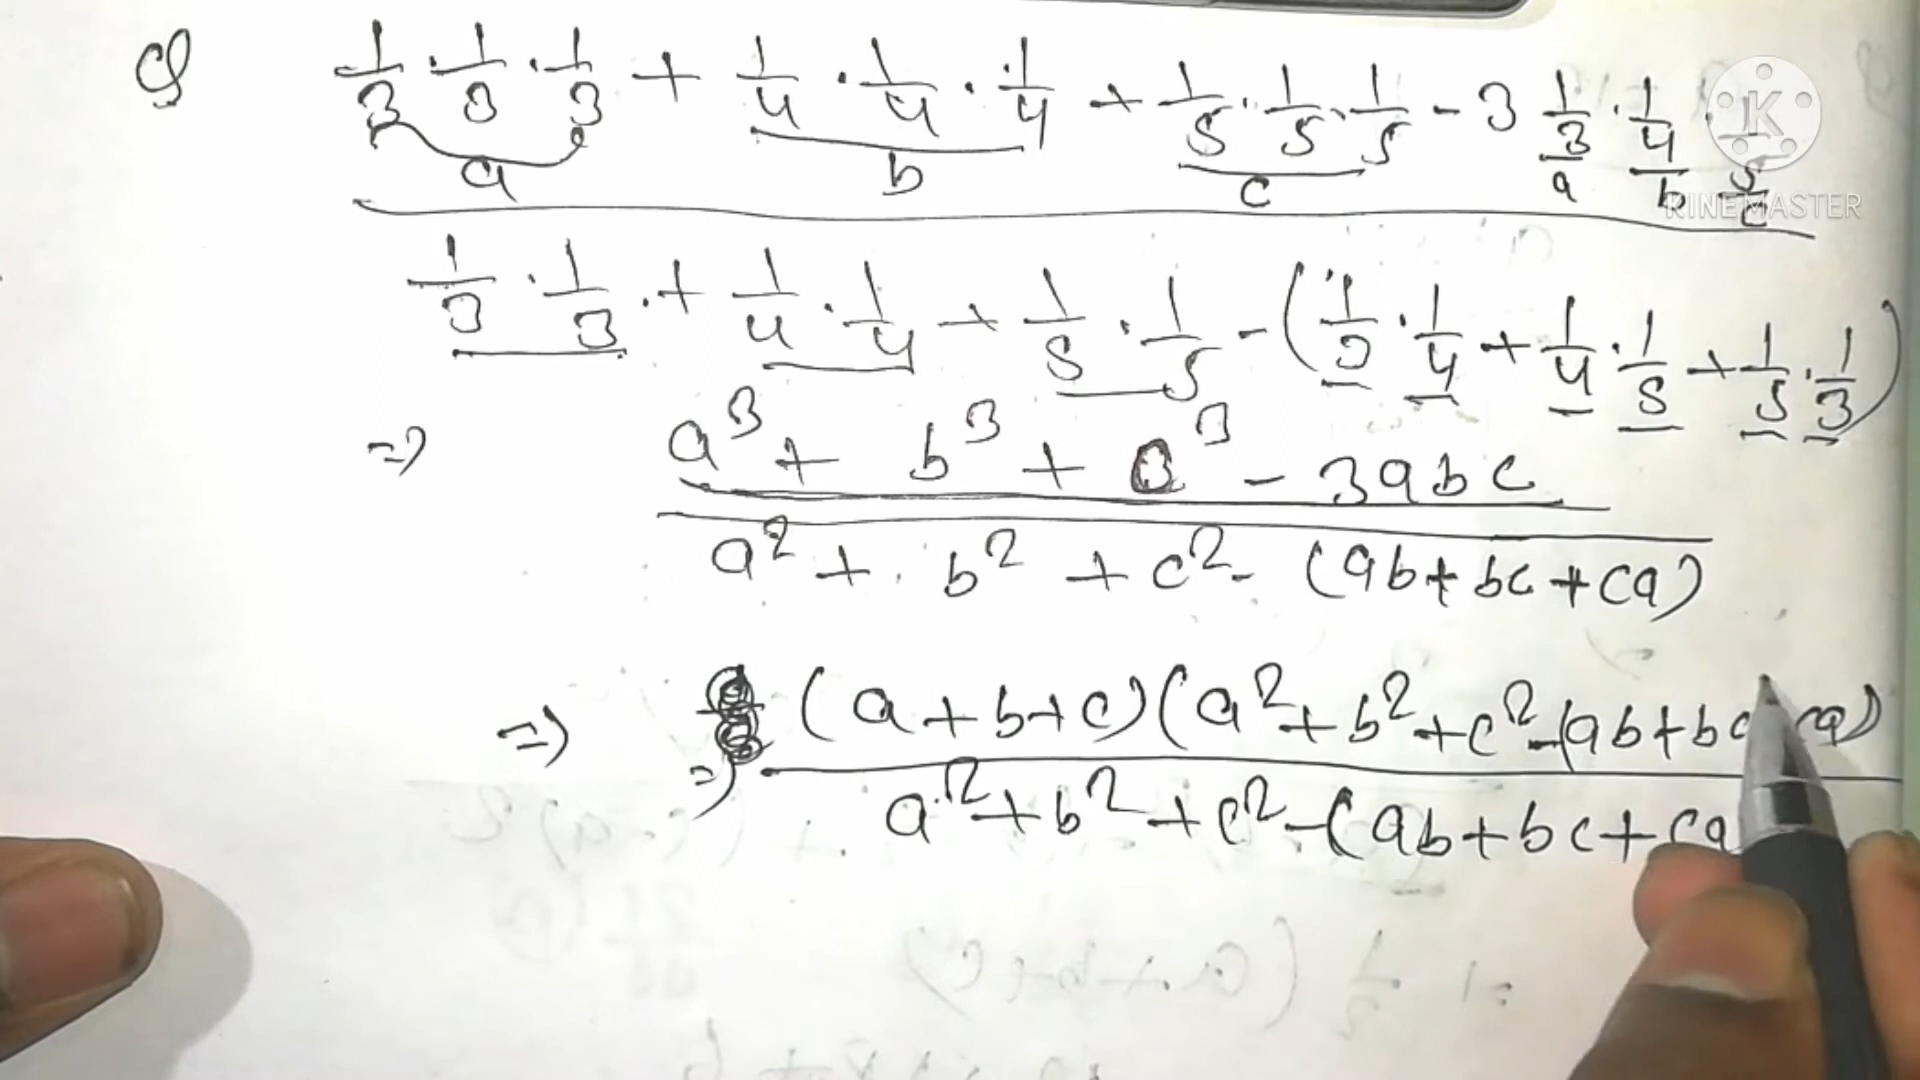 Q 1/3 · 1/3 · 1/3 + 1/4 · 1/4 · 1/4 + 1/5 · 1/5 · 1/5 - 3 1/3 · 1/4 1/5
a b c a b c
K
KINEMASTER
1/3 · 1/3 + 1/4 · 1/4 + 1/5 · 1/5 - (1/3 · 1/4 + 1/4 · 1/5 + 1/5 · 1/3)
=> a³ + b³ + c³ - 3abc
a² + b² + c² - (ab+bc+ca)
=> (a+b+c)(a²+b²+c²-(ab+bc ca)
=> a²+b²+c²-(ab+bc+ca